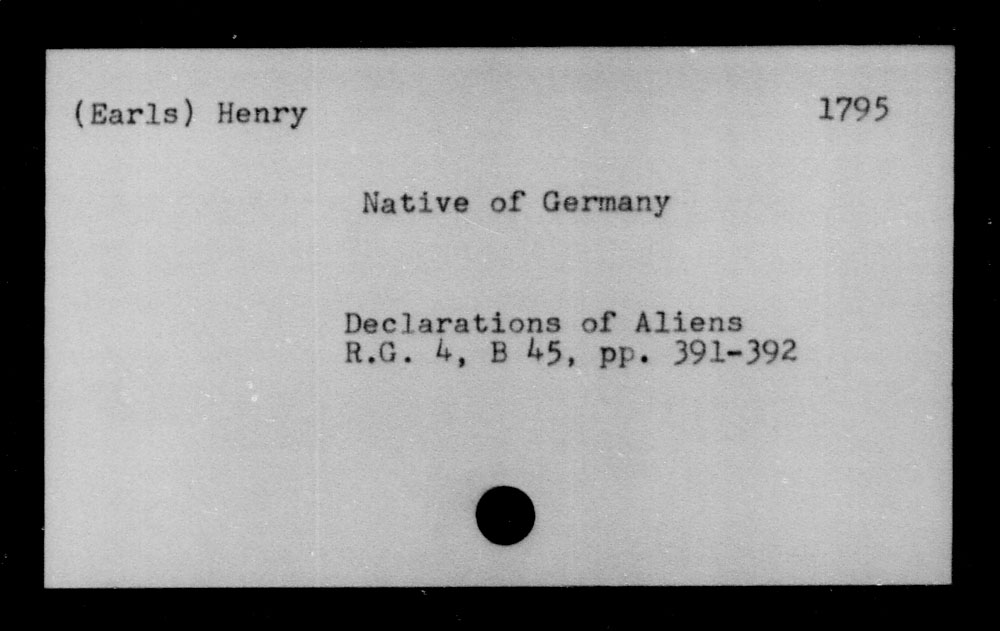 (Earls) Henry 1795
Native of Germany
Declarations of Aliens
R.G. 4, B 45, pp. 391-392